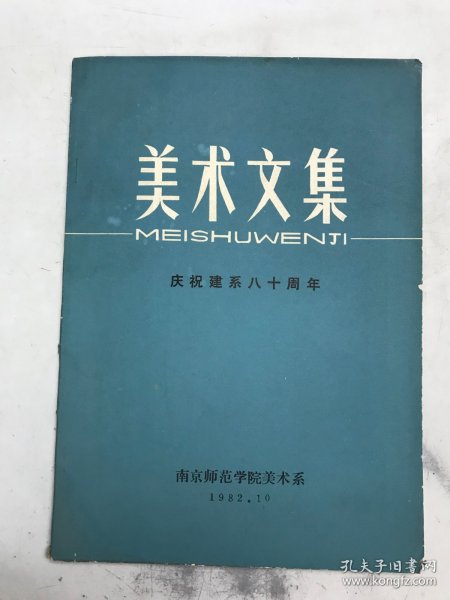 美术文集
MEISHUWENJI
庆祝建系八十周年
南京师范学院美术系
1982.10
孔夫子旧书网
www.kongfz.com